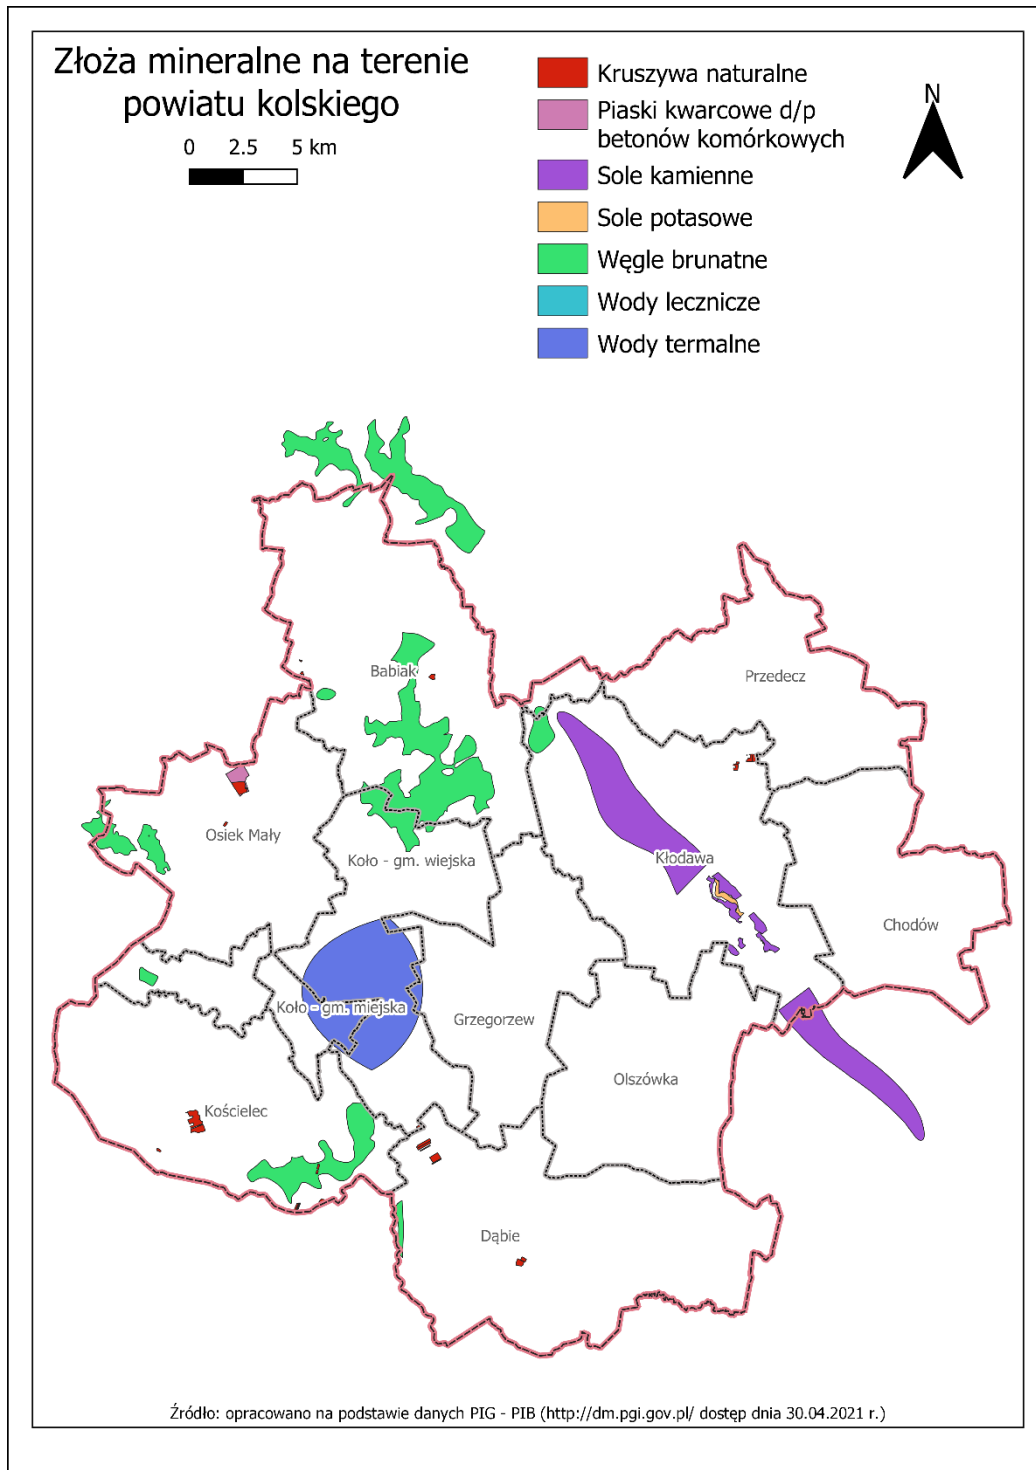 Złoża mineralne na terenie
powiatu kolskiego
0 2.5 5 km
Kruszywa naturalne
Piaski kwarcowe d/p
betonów komórkowych
Sole kamienne
Sole potasowe
Węgle brunatne
Wody lecznicze
Wody termalne
N
Babiak
Przedecz
Osiek Mały
Koło - gm. wiejska
Kłodawa
Chodów
Koło - gm. miejska
Grzegorzew
Olszówka
Kościelec
Dąbie
Źródło: opracowano na podstawie danych PIG - PIB (http://dm.pgi.gov.pl/ dostęp dnia 30.04.2021 r.)